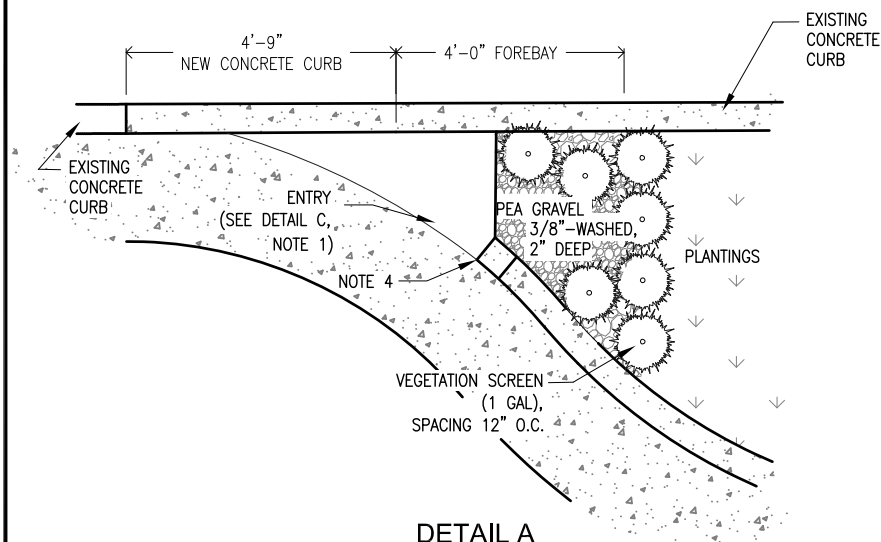 EXISTING
CONCRETE
CURB
4'-9"
NEW CONCRETE CURB
4'-0" FOREBAY
EXISTING
CONCRETE
CURB
ENTRY
(SEE DETAIL C,
NOTE 1)
PEA GRAVEL
3/8"-WASHED,
2" DEEP
PLANTINGS
NOTE 4
VEGETATION SCREEN
(1 GAL),
SPACING 12" O.C.
DETAIL A